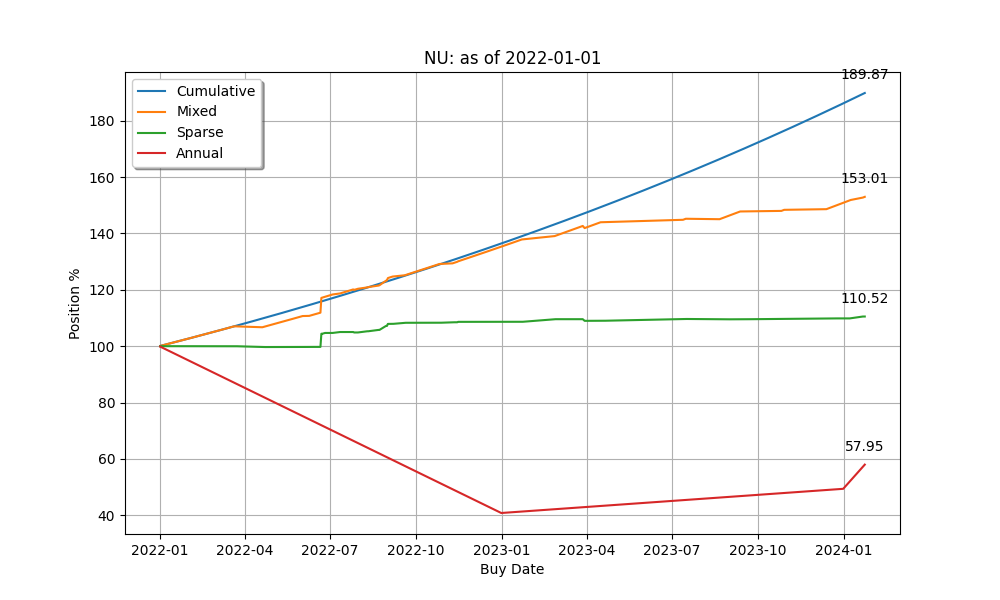 NU: as of 2022-01-01
Cumulative
Mixed
Sparse
Annual
189.87
153.01
110.52
57.95
Position %
180
160
140
120
100
80
60
40
2022-01 2022-04 2022-07 2022-10 2023-01 2023-04 2023-07 2023-10 2024-01
Buy Date